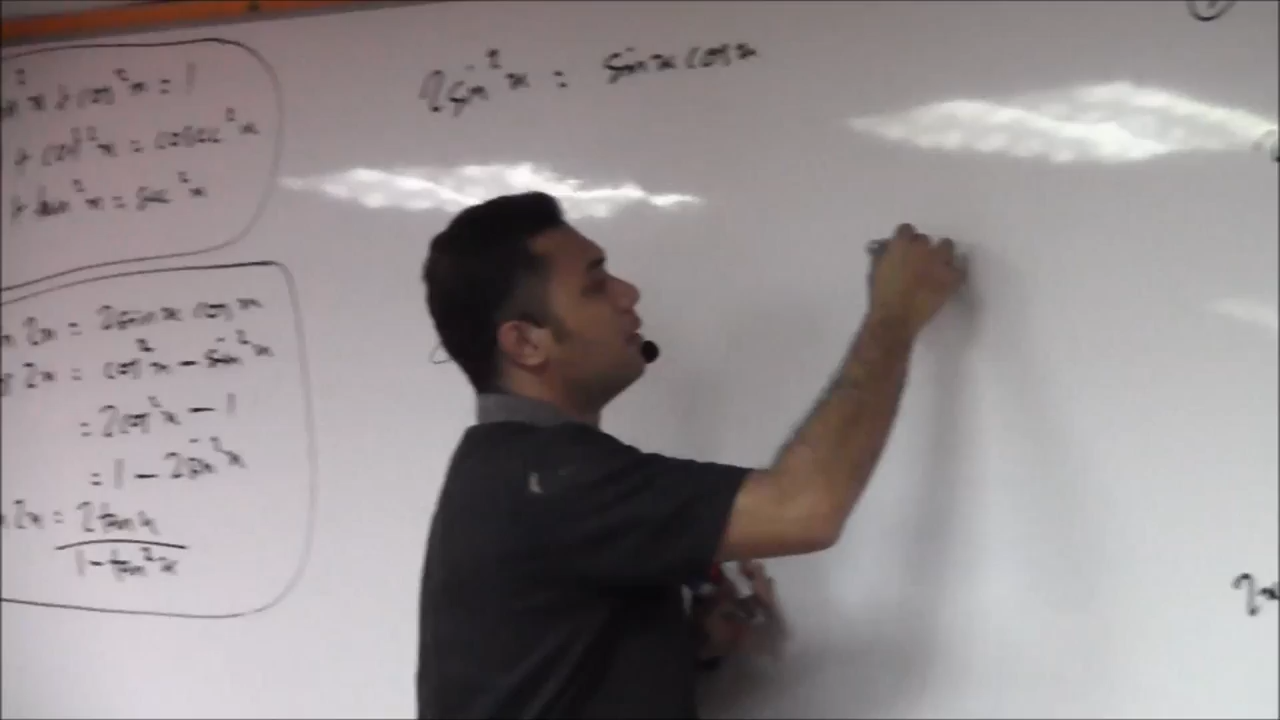 2sin²x = sinx cosx
in²x + cos²x = 1
+ cot²x = cosec²x
+ tan²x = sec²x
n 2x = 2sinx cosx
2x = cos²x - sin²x
= 2cos²x - 1
= 1 - 2sin²x
n 2x = 2tanx
1-tan²x